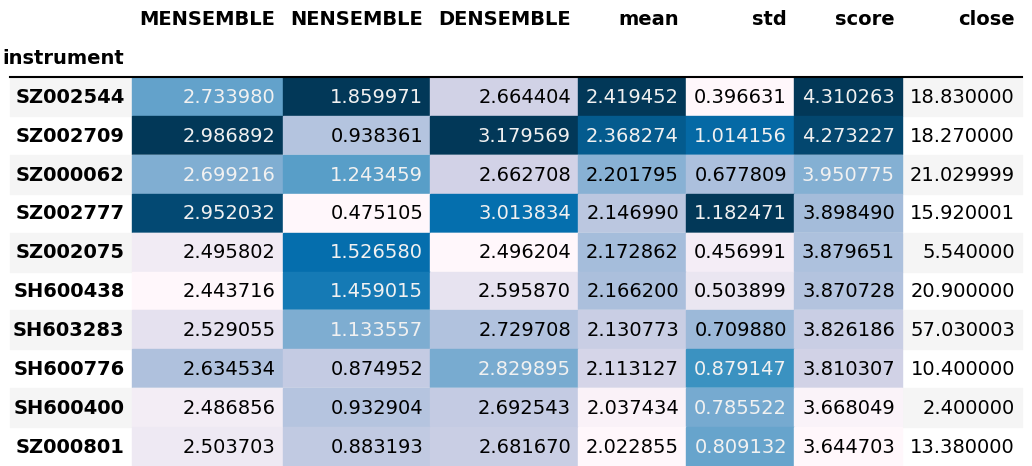 MENSEMBLE NENSEMBLE DENSEMBLE mean std score close
instrument
SZ002544 2.733980 1.859971 2.664404 2.419452 0.396631 4.310263 18.830000
SZ002709 2.986892 0.938361 3.179569 2.368274 1.014156 4.273227 18.270000
SZ000062 2.699216 1.243459 2.662708 2.201795 0.677809 3.950775 21.029999
SZ002777 2.952032 0.475105 3.013834 2.146990 1.182471 3.898490 15.920001
SZ002075 2.495802 1.526580 2.496204 2.172862 0.456991 3.879651 5.540000
SH600438 2.443716 1.459015 2.595870 2.166200 0.503899 3.870728 20.900000
SH603283 2.529055 1.133557 2.729708 2.130773 0.709880 3.826186 57.030003
SH600776 2.634534 0.874952 2.829895 2.113127 0.879147 3.810307 10.400000
SH600400 2.486856 0.932904 2.692543 2.037434 0.785522 3.668049 2.400000
SZ000801 2.503703 0.883193 2.681670 2.022855 0.809132 3.644703 13.380000